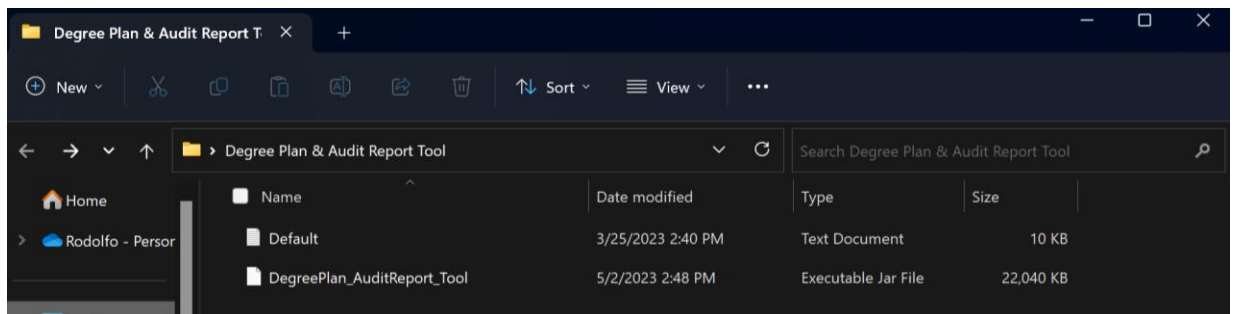 Degree Plan & Audit Report T
New Sort View
Degree Plan & Audit Report Tool Search Degree Plan & Audit Report Tool
Home Name Date modified Type Size
Rodolfo - Persor Default 3/25/2023 2:40 PM Text Document 10 KB
DegreePlan_AuditReport_Tool 5/2/2023 2:48 PM Executable Jar File 22,040 KB